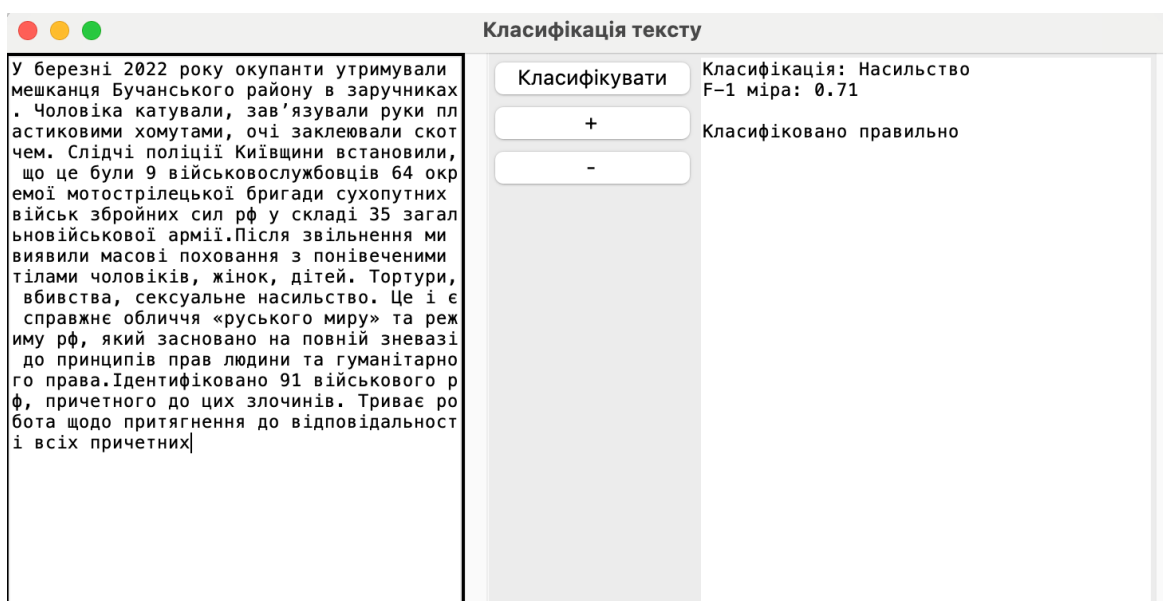 Класифікація тексту
У березні 2022 року окупанти утримували
мешканця Бучанського району в заручниках
. Чоловіка катували, зав’язували руки пл
астиковими хомутами, очі заклеювали скот
чем. Слідчі поліції Київщини встановили,
що це були 9 військовослужбовців 64 окр
емої мотострілецької бригади сухопутних
військ збройних сил рф у складі 35 загал
ьновійськової армії.Після звільнення ми
виявили масові поховання з понівеченими
тілами чоловіків, жінок, дітей. Тортури,
вбивства, сексуальне насильство. Це і є
справжнє обличчя «руського миру» та реж
иму рф, який засновано на повній зневазі
до принципів прав людини та гуманітарно
го права.Ідентифіковано 91 військового р
ф, причетного до цих злочинів. Триває ро
бота щодо притягнення до відповідальност
і всіх причетних
Класифікувати
+
-
Класифікація: Насильство
F-1 міра: 0.71
Класифіковано правильно